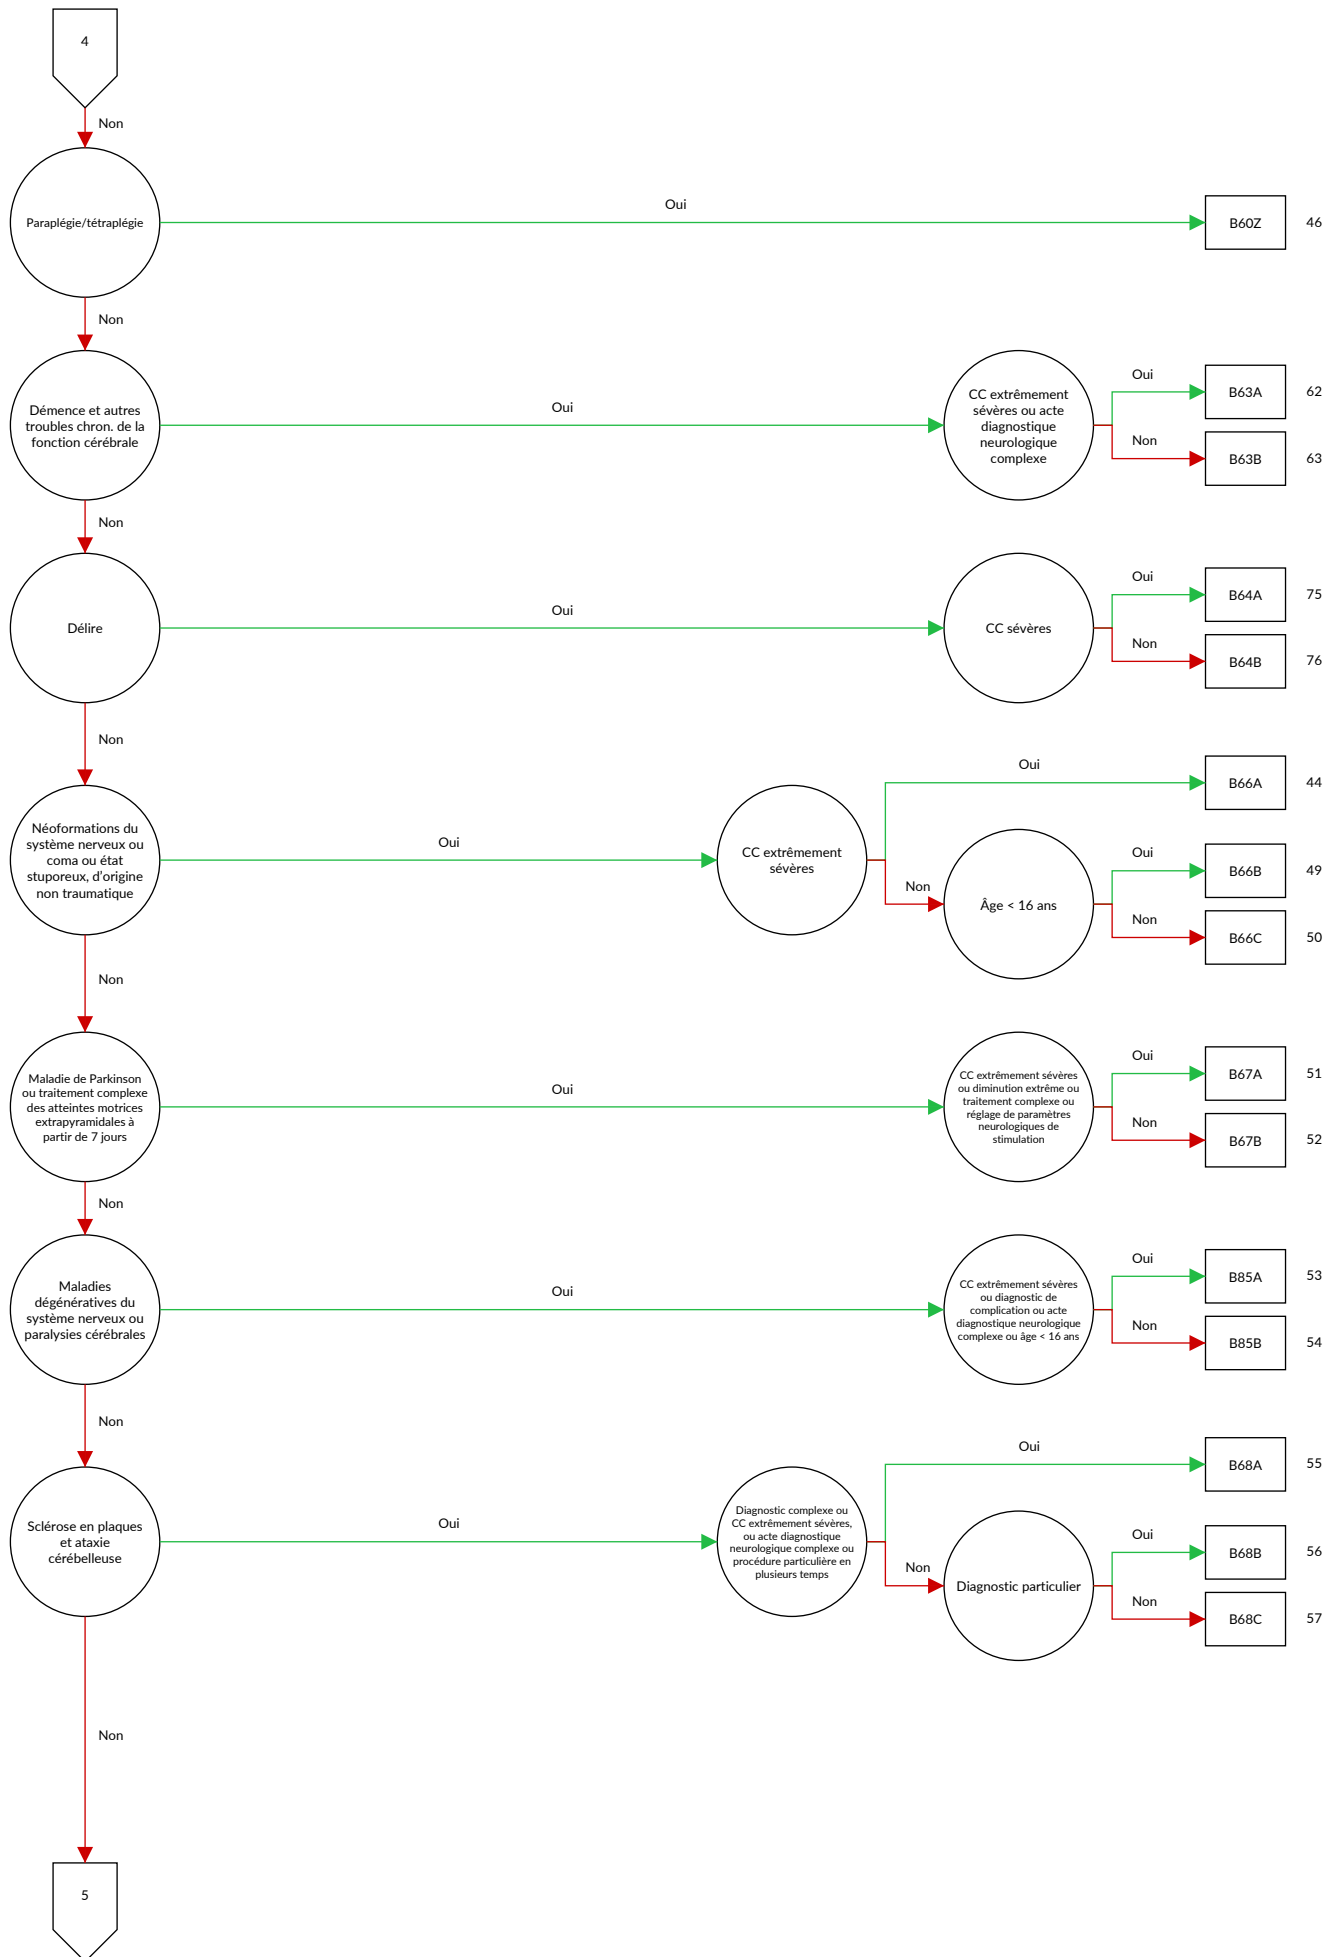 4
Non
Paraplégie/tétraplégie
Oui
B60Z
46
Non
Démence et autres
troubles chron. de la
fonction cérébrale
Oui
CC extrêmement
sévères ou acte
diagnostique
neurologique
complexe
Oui
B63A
62
Non
B63B
63
Non
Délire
Oui
CC sévères
Oui
B64A
75
Non
B64B
76
Non
Néoformations du
système nerveux ou
coma ou état
stuporeux, d'origine
non traumatique
Oui
CC extrêmement
sévères
Oui
B66A
44
Non
Âge < 16 ans
Oui
B66B
49
Non
B66C
50
Non
Maladie de Parkinson
ou traitement complexe
des atteintes motrices
extrapyramidales à
partir de 7 jours
Oui
CC extrêmement sévères
ou diminution extrême ou
traitement complexe ou
réglage de paramètres
neurologiques de
stimulation
Oui
B67A
51
Non
B67B
52
Non
Maladies
dégénératives du
système nerveux ou
paralysies cérébrales
Oui
CC extrêmement sévères
ou diagnostic de
complication ou acte
diagnostique neurologique
complexe ou âge < 16 ans
Oui
B85A
53
Non
B85B
54
Non
Sclérose en plaques
et ataxie
cérébelleuse
Oui
Diagnostic complexe ou
CC extrêmement sévères,
ou acte diagnostique
neurologique complexe ou
procédure particulière en
plusieurs temps
Oui
B68A
55
Non
Diagnostic particulier
Oui
B68B
56
Non
B68C
57
Non
5